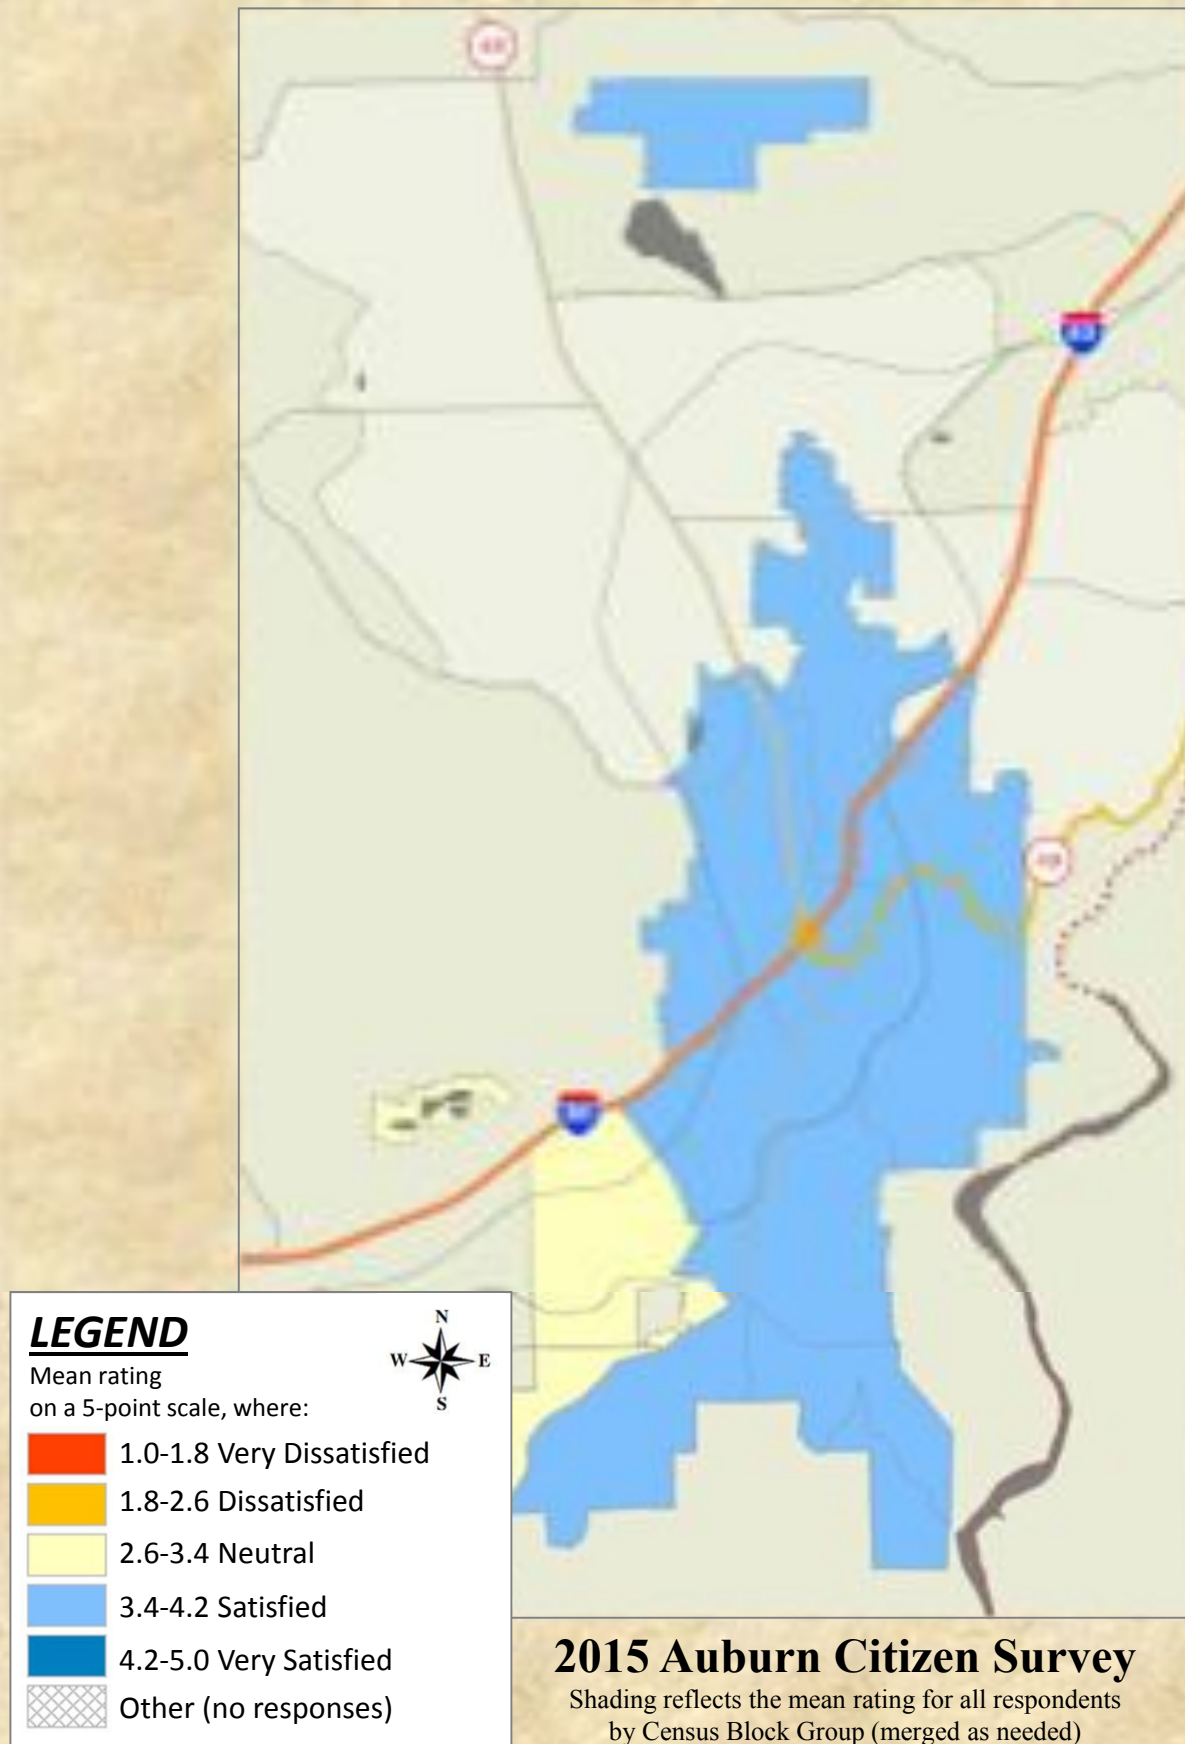 LEGEND
Mean rating
on a 5-point scale, where:
N
W E
S
1.0-1.8 Very Dissatisfied
1.8-2.6 Dissatisfied
2.6-3.4 Neutral
3.4-4.2 Satisfied
4.2-5.0 Very Satisfied
Other (no responses)
2015 Auburn Citizen Survey
Shading reflects the mean rating for all respondents
by Census Block Group (merged as needed)